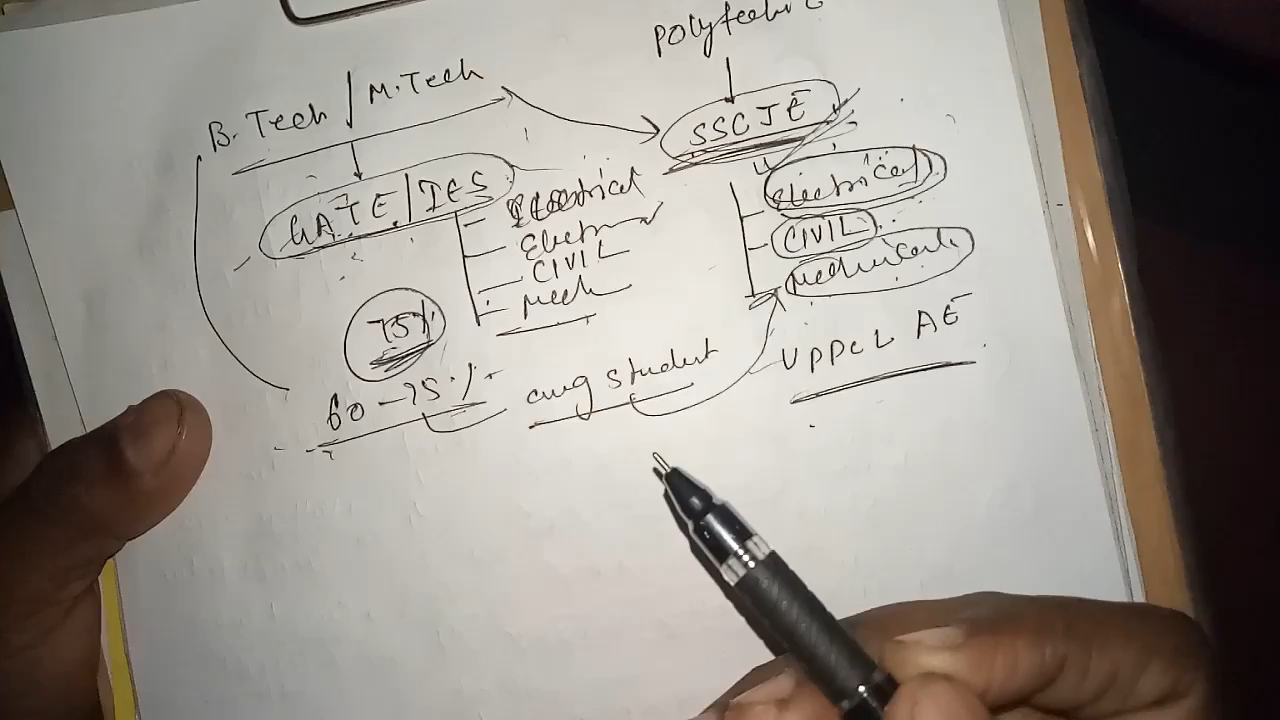 polytechnic
B. Tech / M. Tech
SSC JE
GATE / IES
Electrical
Electron
CIVIL
Mech
Electrical
CIVIL
Mechanical
75%
UPPCL AE
60-75%
avg student